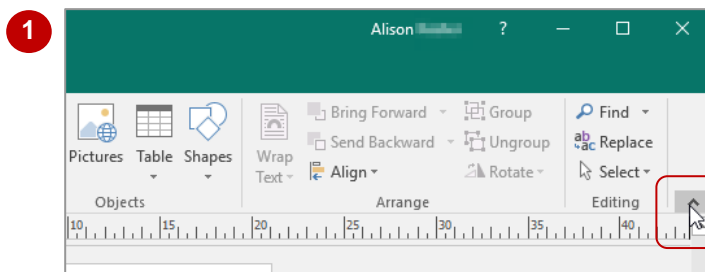 1
Alison
?
Bring Forward Group Find
Send Backward Ungroup Replace
Pictures Table Shapes Wrap Text Align Rotate Select
Objects Arrange Editing
10 15 20 25 30 35 40